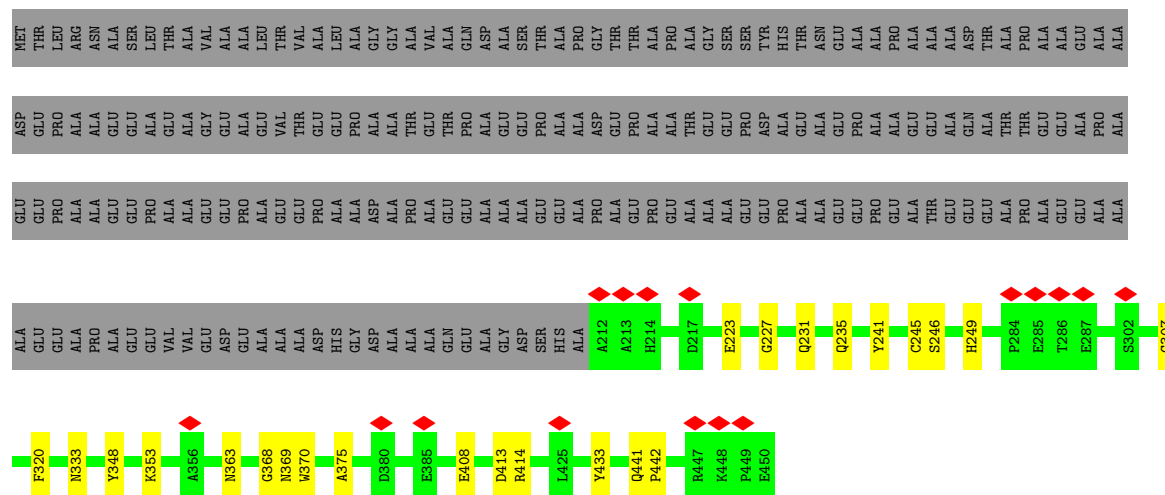 MET THR LEU ARG ASN ALA SER LEU THR ALA VAL ALA ALA LEU THR VAL ALA LEU ALA GLY GLY ALA VAL ALA GLN ASP ALA SER THR ALA PRO GLY THR THR ALA PRO ALA GLY SER SER TYR HIS THR ASN GLU ALA ALA PRO ALA ALA ALA ASP THR ALA PRO ALA ALA GLU ALA ALA
ASP GLU PRO ALA ALA GLU GLU ALA GLU ALA GLY GLU ALA GLU VAL THR GLU GLU PRO ALA ALA THR GLU THR PRO ALA GLU GLU PRO ALA ALA ASP GLU PRO ALA ALA THR GLU GLU PRO ASP ALA GLU ALA GLU PRO ALA ALA GLU GLU ALA GLN ALA THR THR GLU GLU ALA PRO ALA
GLU GLU PRO ALA ALA GLU GLU PRO ALA ALA GLU GLU PRO ALA GLU GLU PRO ALA ALA ASP ALA PRO ALA GLU GLU ALA ALA ALA GLU GLU ALA PRO ALA GLU PRO GLU ALA ALA ALA GLU GLU PRO ALA ALA GLU GLU PRO GLU ALA THR GLU GLU GLU ALA PRO ALA GLU GLU ALA ALA
ALA GLU GLU ALA PRO ALA GLU GLU VAL VAL GLU ASP GLU ALA ALA ALA ASP HIS GLY ASP ALA ALA ALA GLN GLU ALA GLY ASP SER HIS ALA A212 A213 H214 D217 E223 G227 Q231 Q235 Y241 C245 S246 H249 P284 E285 T286 E287 S302
F320 N333 Y348 K353 A356 N363 G368 N369 W370 A375 D380 E385 E408 D413 R414 L425 Y433 Q441 P442 R447 K448 P449 E450